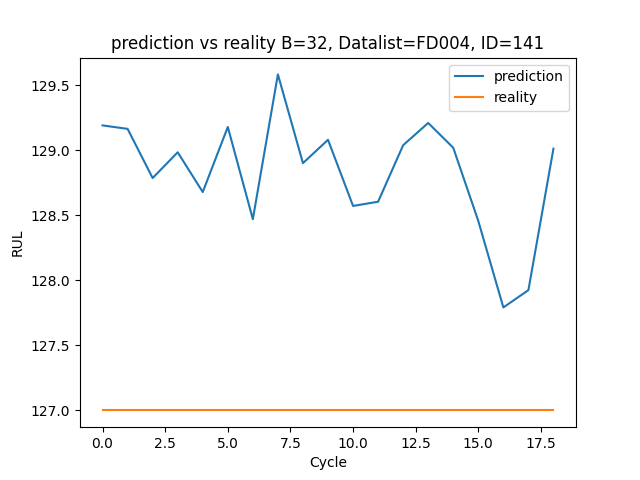 prediction vs reality B=32, Datalist=FD004, ID=141
prediction
reality
129.5
129.0
128.5
128.0
127.5
127.0
RUL
0.0 2.5 5.0 7.5 10.0 12.5 15.0 17.5
Cycle